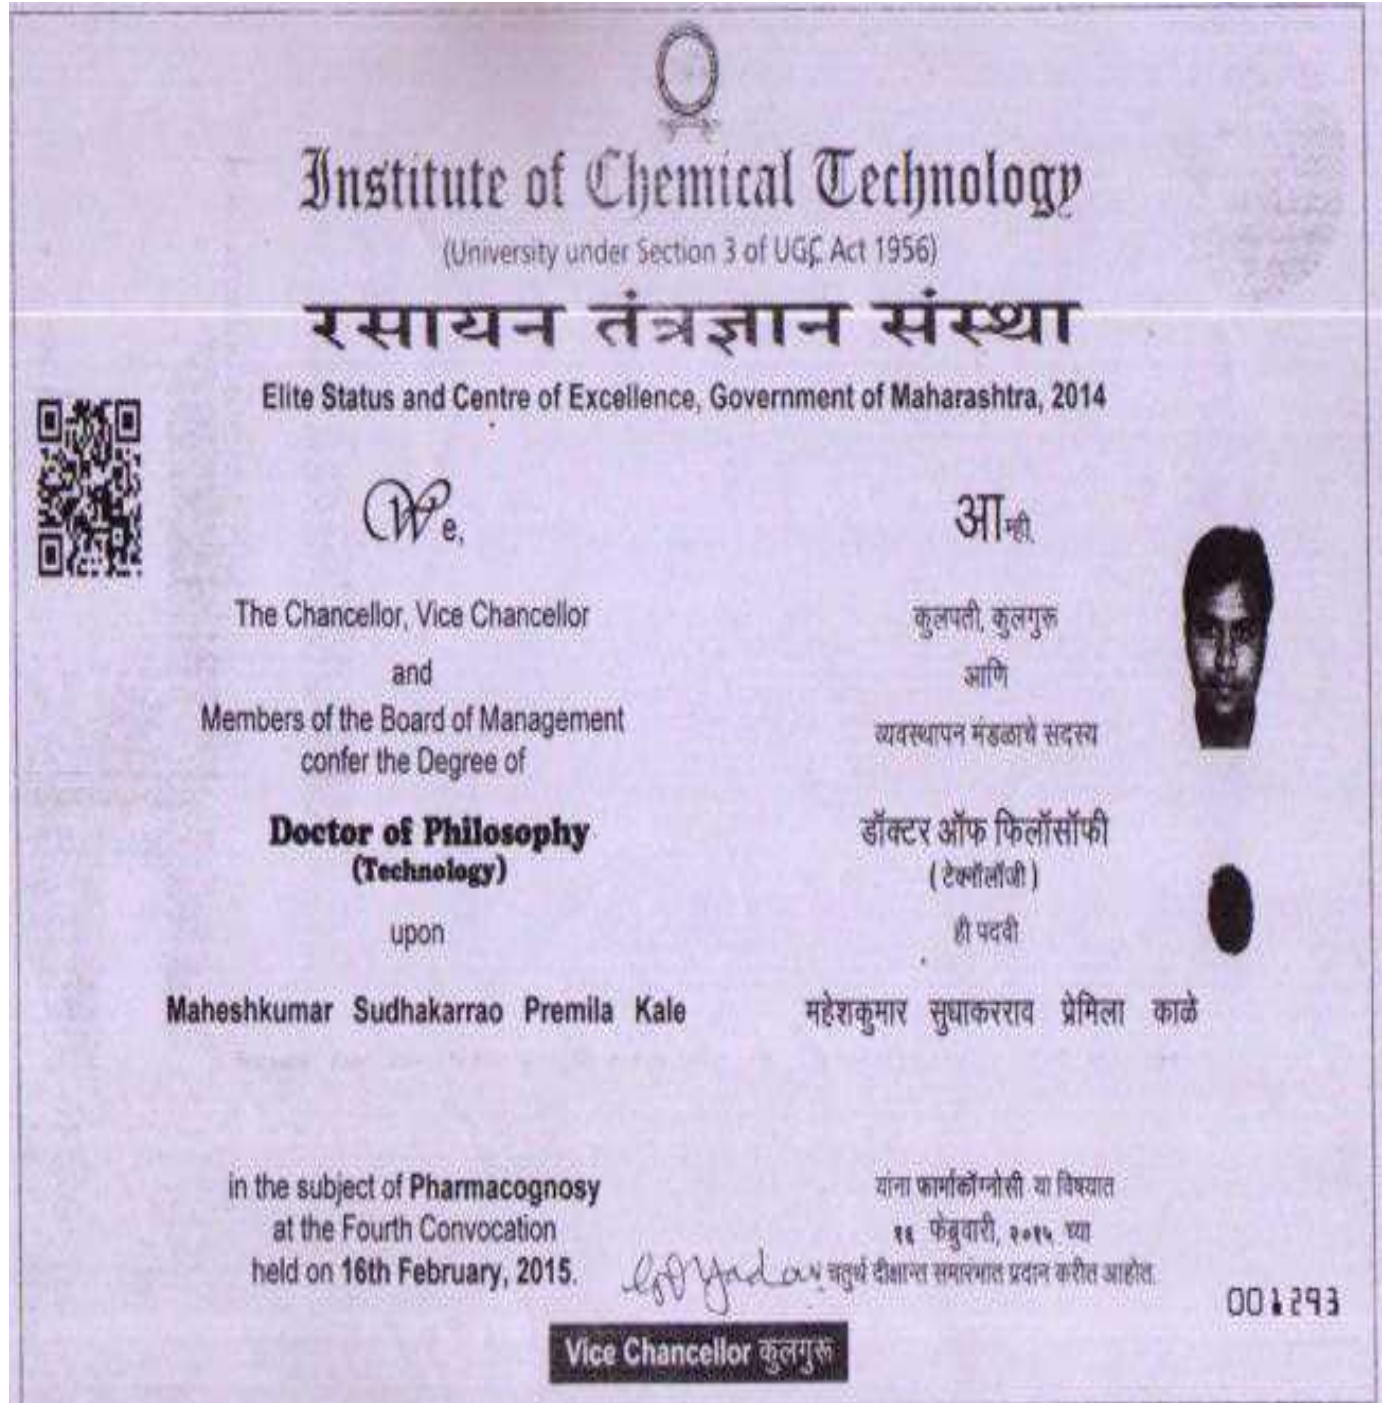 Institute of Chemical Technology
(University under Section 3 of UGC Act 1956)
रसायन तंत्रज्ञान संस्था
Elite Status and Centre of Excellence, Government of Maharashtra, 2014
We,
The Chancellor, Vice Chancellor
and
Members of the Board of Management
confer the Degree of
Doctor of Philosophy
(Technology)
upon
Maheshkumar Sudhakarrao Premila Kale
in the subject of Pharmacognosy
at the Fourth Convocation
held on 16th February, 2015.
आम्ही,
कुलपती, कुलगुरू
आणि
व्यवस्थापन मंडळाचे सदस्य
डॉक्टर ऑफ फिलॉसॉफी
(टेक्नॉलॉजी)
ही पदवी
महेशकुमार सुधाकरराव प्रेमिला काळे
यांना फार्माकॉग्नोसी या विषयात
१६ फेब्रुवारी, २०१५ च्या
चतुर्थ दीक्षान्त समारंभात प्रदान करीत आहोत.
GDYadav
Vice Chancellor कुलगुरू
001293